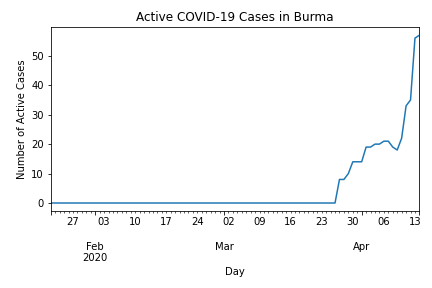 Active COVID-19 Cases in Burma
Number of Active Cases
50
40
30
20
10
0
27 03 10 17 24 02 09 16 23 30 06 13
Feb Mar Apr
2020
Day